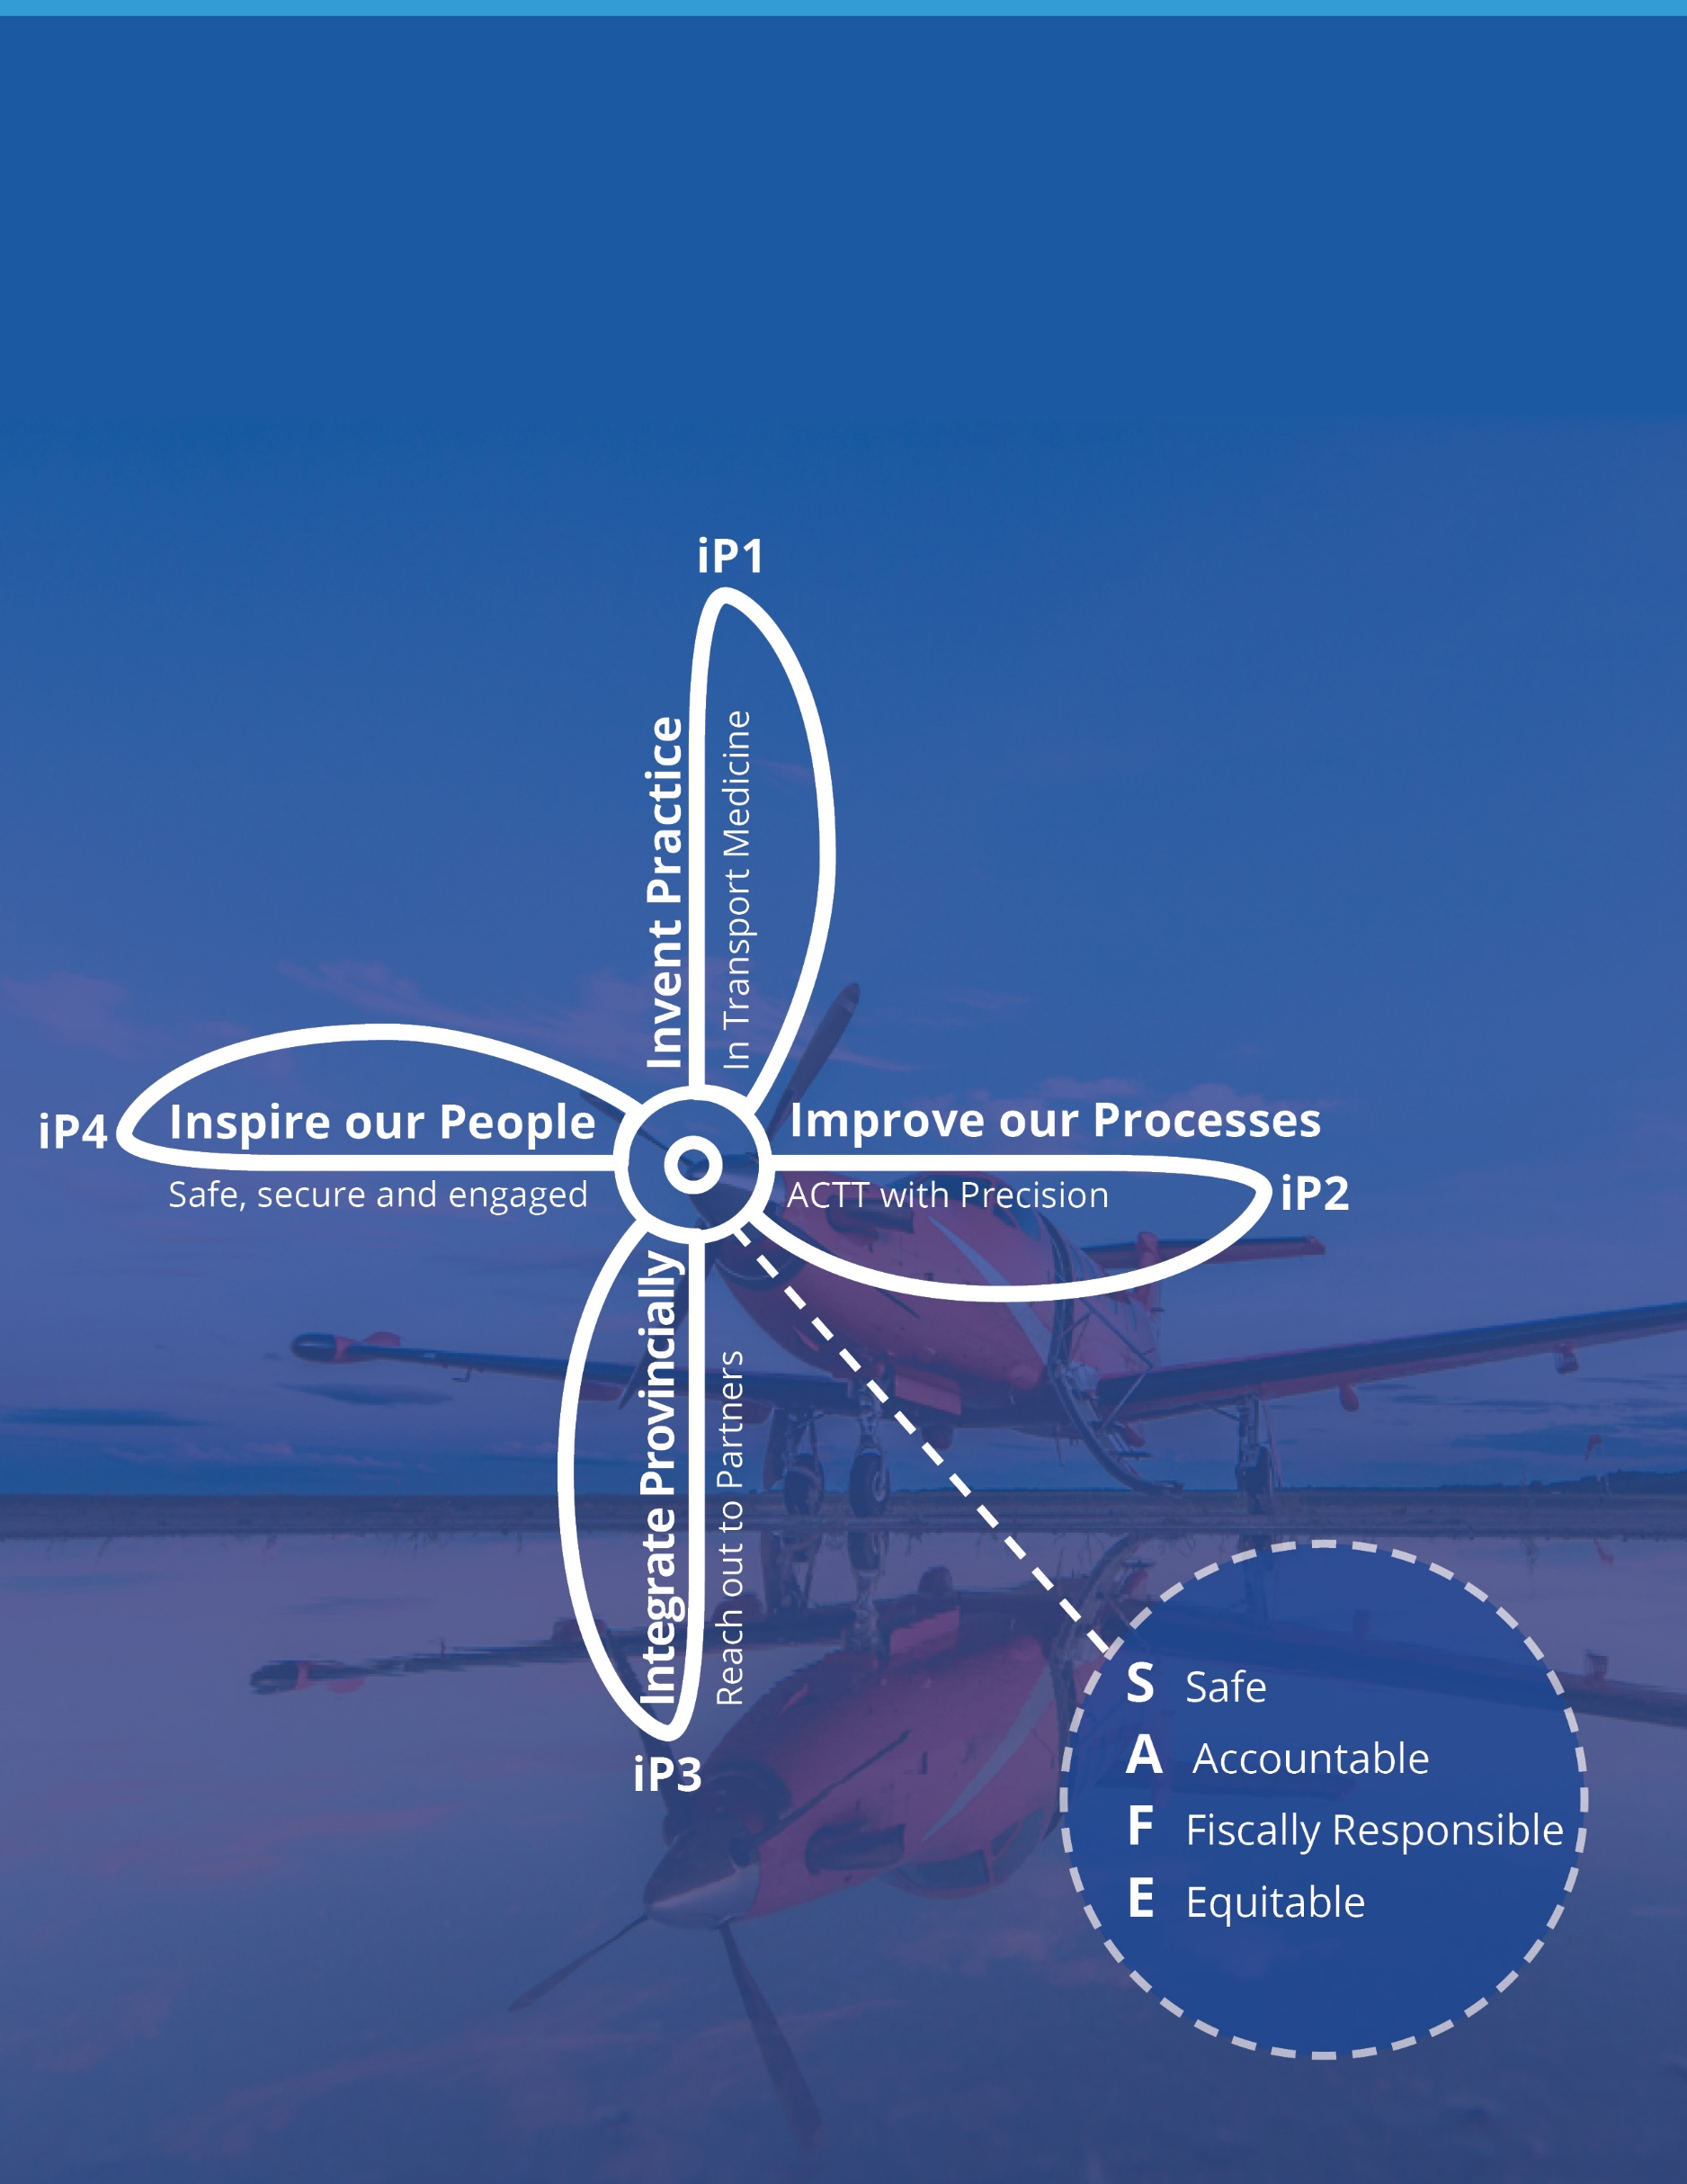 iP1
Invent Practice
In Transport Medicine
iP4
Inspire our People
Safe, secure and engaged
Improve our Processes
ACTT with Precision
iP2
Integrate Provincially
Reach out to Partners
iP3
S Safe
A Accountable
F Fiscally Responsible
E Equitable